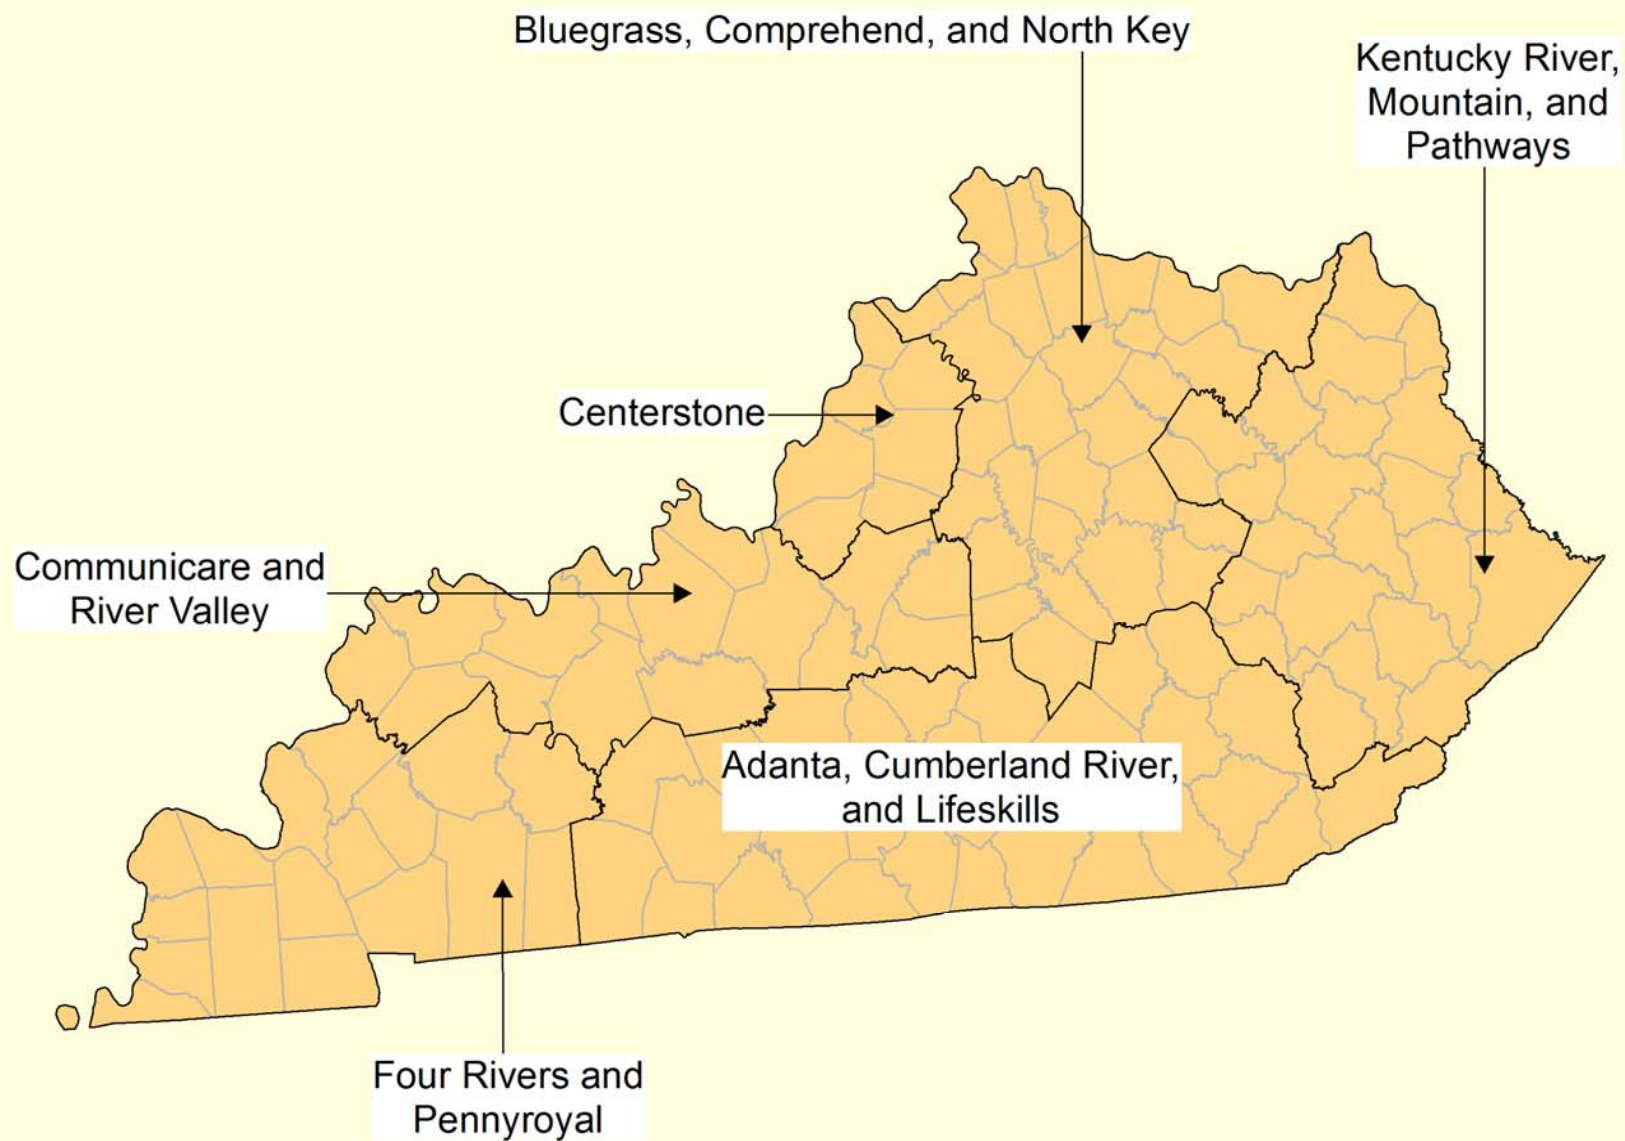 Bluegrass, Comprehend, and North Key
Kentucky River,
Mountain, and
Pathways
Centerstone
Communicare and
River Valley
Adanta, Cumberland River,
and Lifeskills
Four Rivers and
Pennyroyal